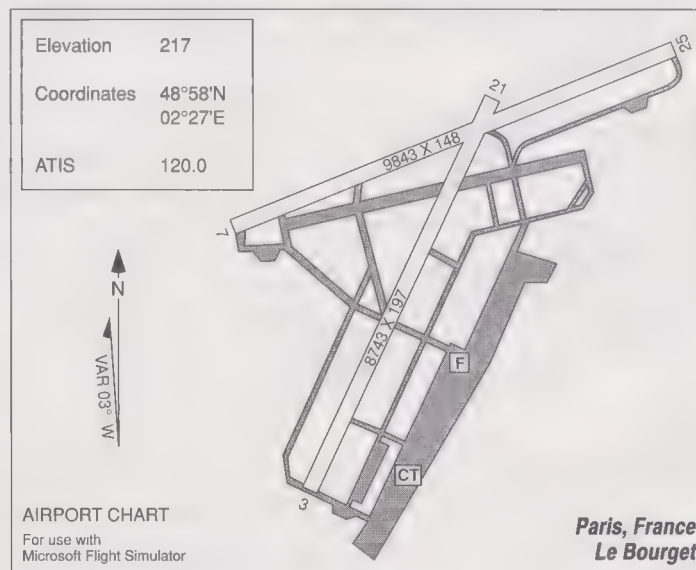 Elevation 217
Coordinates 48°58'N
02°27'E
ATIS 120.0
25
21
9843 X 148
7
N
VAR 03° W
8743 X 197
F
CT
3
AIRPORT CHART
For use with
Microsoft Flight Simulator
Paris, France
Le Bourget